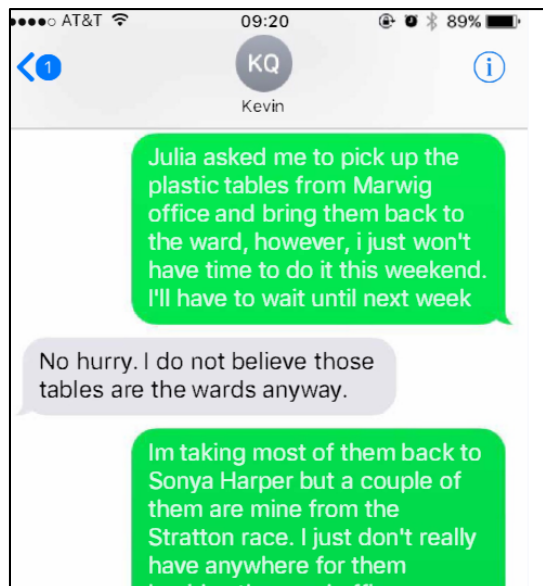 AT&T 09:20 89%
1
KQ
Kevin
Julia asked me to pick up the
plastic tables from Marwig
office and bring them back to
the ward, however, i just won't
have time to do it this weekend.
I'll have to wait until next week
No hurry. I do not believe those
tables are the wards anyway.
Im taking most of them back to
Sonya Harper but a couple of
them are mine from the
Stratton race. I just don't really
have anywhere for them